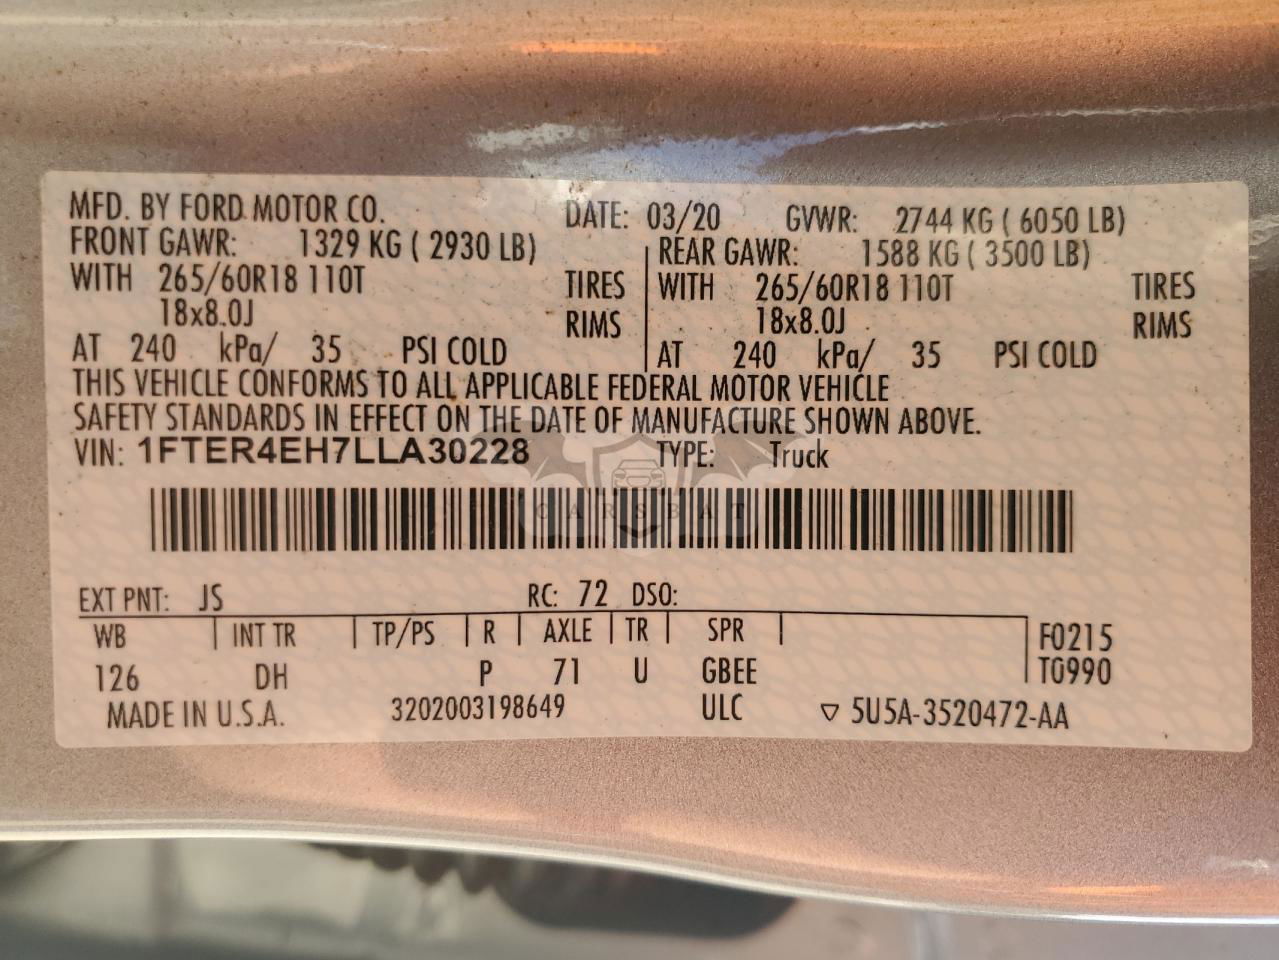 MFD. BY FORD MOTOR CO. DATE: 03/20 GVWR: 2744 KG ( 6050 LB)
FRONT GAWR: 1329 KG ( 2930 LB) REAR GAWR: 1588 KG ( 3500 LB)
WITH 265/60R18 110T TIRES WITH 265/60R18 110T TIRES
18x8.0J RIMS 18x8.0J RIMS
AT 240 kPa/ 35 PSI COLD AT 240 kPa/ 35 PSI COLD
THIS VEHICLE CONFORMS TO ALL APPLICABLE FEDERAL MOTOR VEHICLE
SAFETY STANDARDS IN EFFECT ON THE DATE OF MANUFACTURE SHOWN ABOVE.
VIN: 1FTER4EH7LLA30228 TYPE: Truck
CARSBAT
EXT PNT: JS RC: 72 DSO:
WB INT TR TP/PS R AXLE TR SPR F0215
126 DH P 71 U GBEE T0990
MADE IN U.S.A. 3202003198649 ULC ▽ 5U5A-3520472-AA